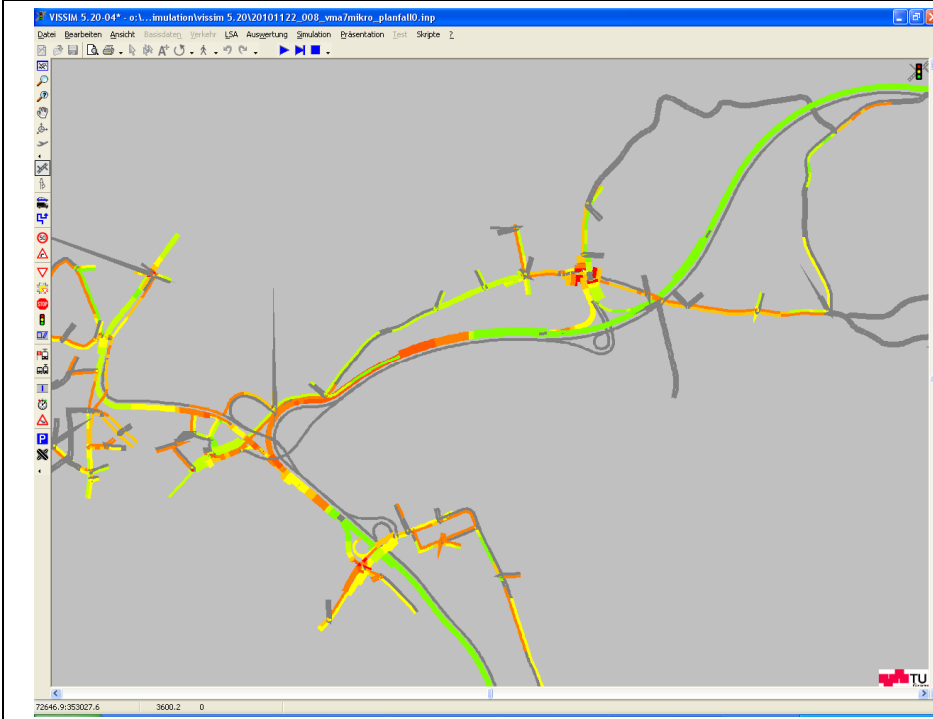 VISSIM 5.20-04* - o:\...imulation\vissim 5.20\20101122_008_vma7mikro_planfall0.inp
Datei Bearbeiten Ansicht Basisdaten Verkehr LSA Auswertung Simulation Präsentation Test Skripte ?
STOP
P
TU
72646.9:353027.6 3600.2 0